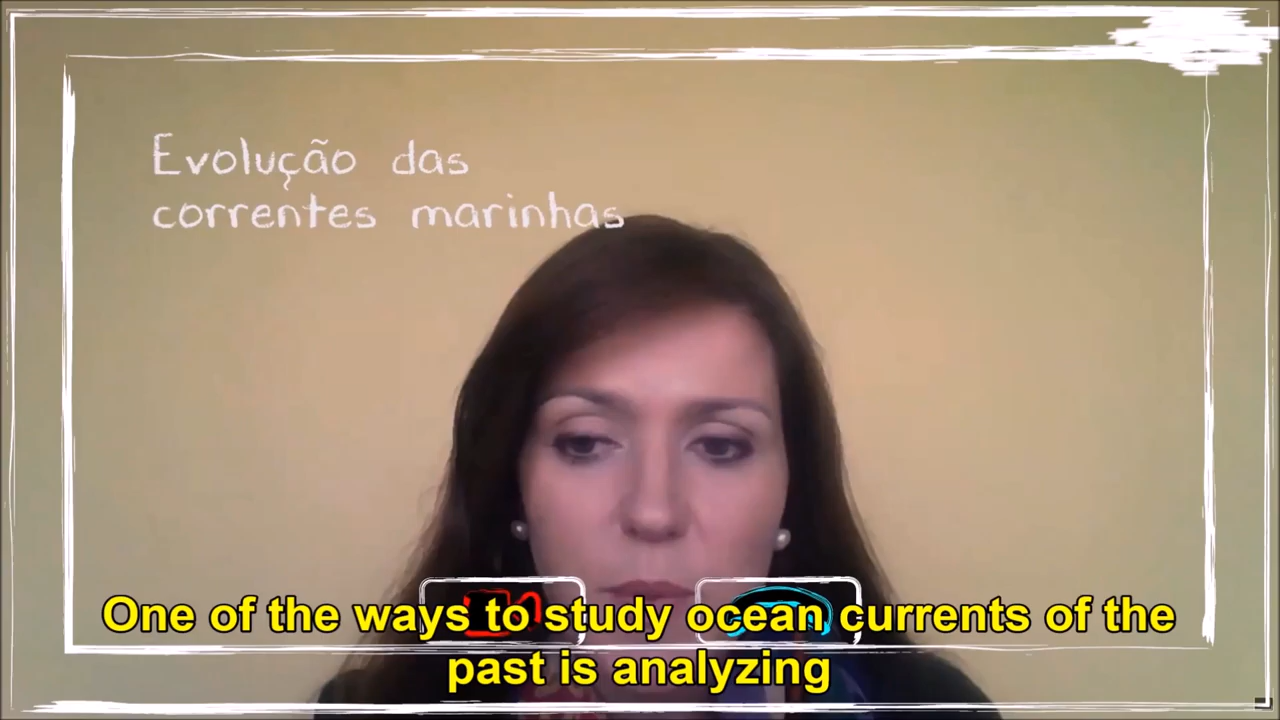 Evolução das
correntes marinhas
One of the ways to study ocean currents of the
past is analyzing